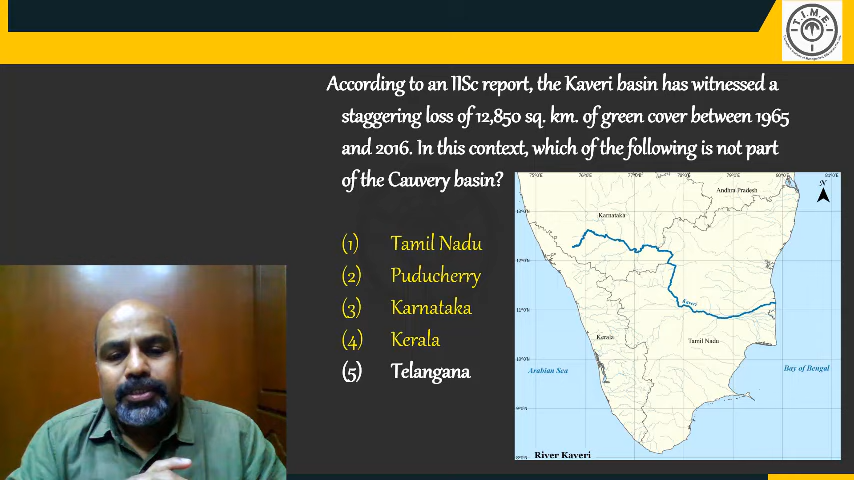 T.I.M.E.
According to an IISc report, the Kaveri basin has witnessed a
staggering loss of 12,850 sq. km. of green cover between 1965
and 2016. In this context, which of the following is not part
of the Cauvery basin?
(1) Tamil Nadu
(2) Puducherry
(3) Karnataka
(4) Kerala
(5) Telangana
N
Andhra Pradesh
Karnataka
Kaveri
Kerala
Tamil Nadu
Arabian Sea
Bay of Bengal
River Kaveri